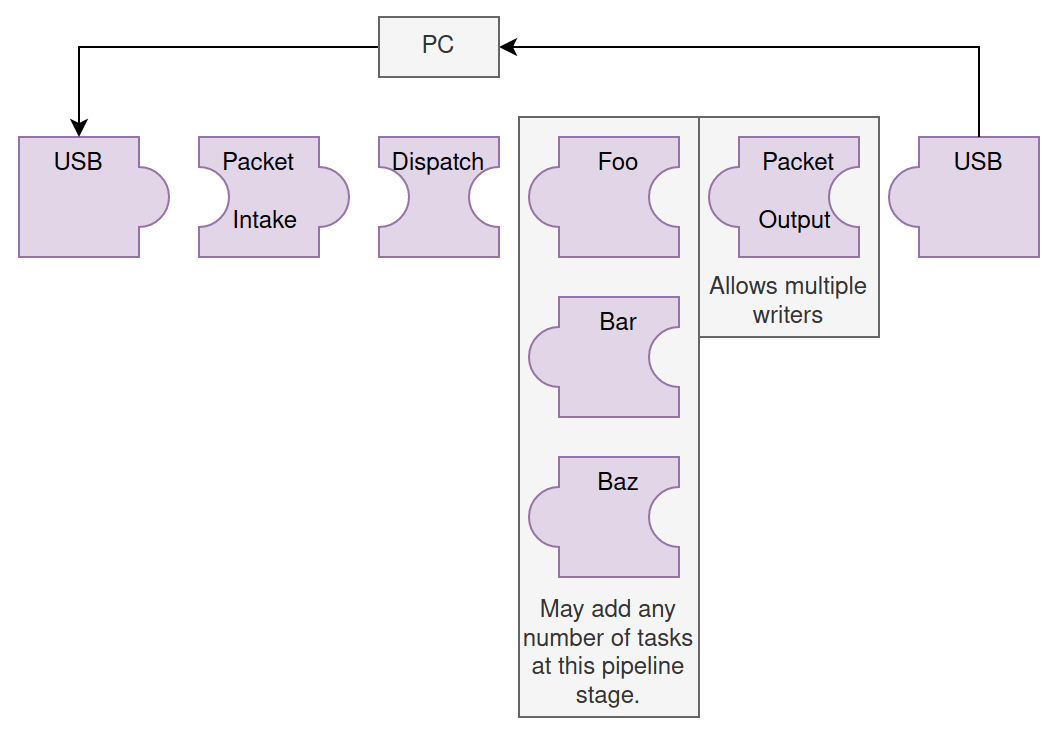 PC
USB
Packet
Intake
Dispatch
Foo
Packet
Output
USB
Allows multiple
writers
Bar
Baz
May add any
number of tasks
at this pipeline
stage.